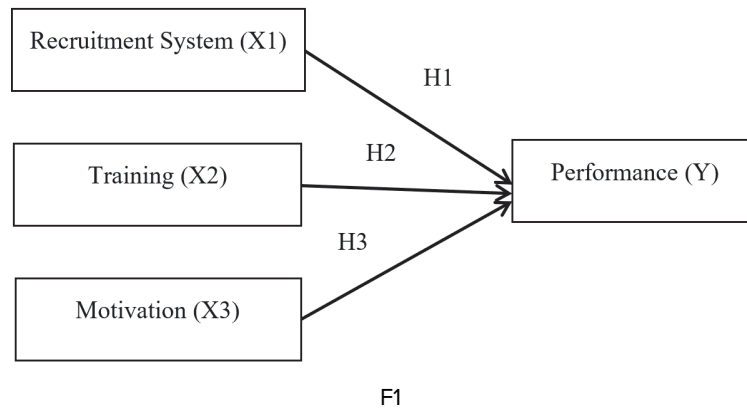 Recruitment System (X1)
H1
H2
Training (X2)
Performance (Y)
H3
Motivation (X3)
F1